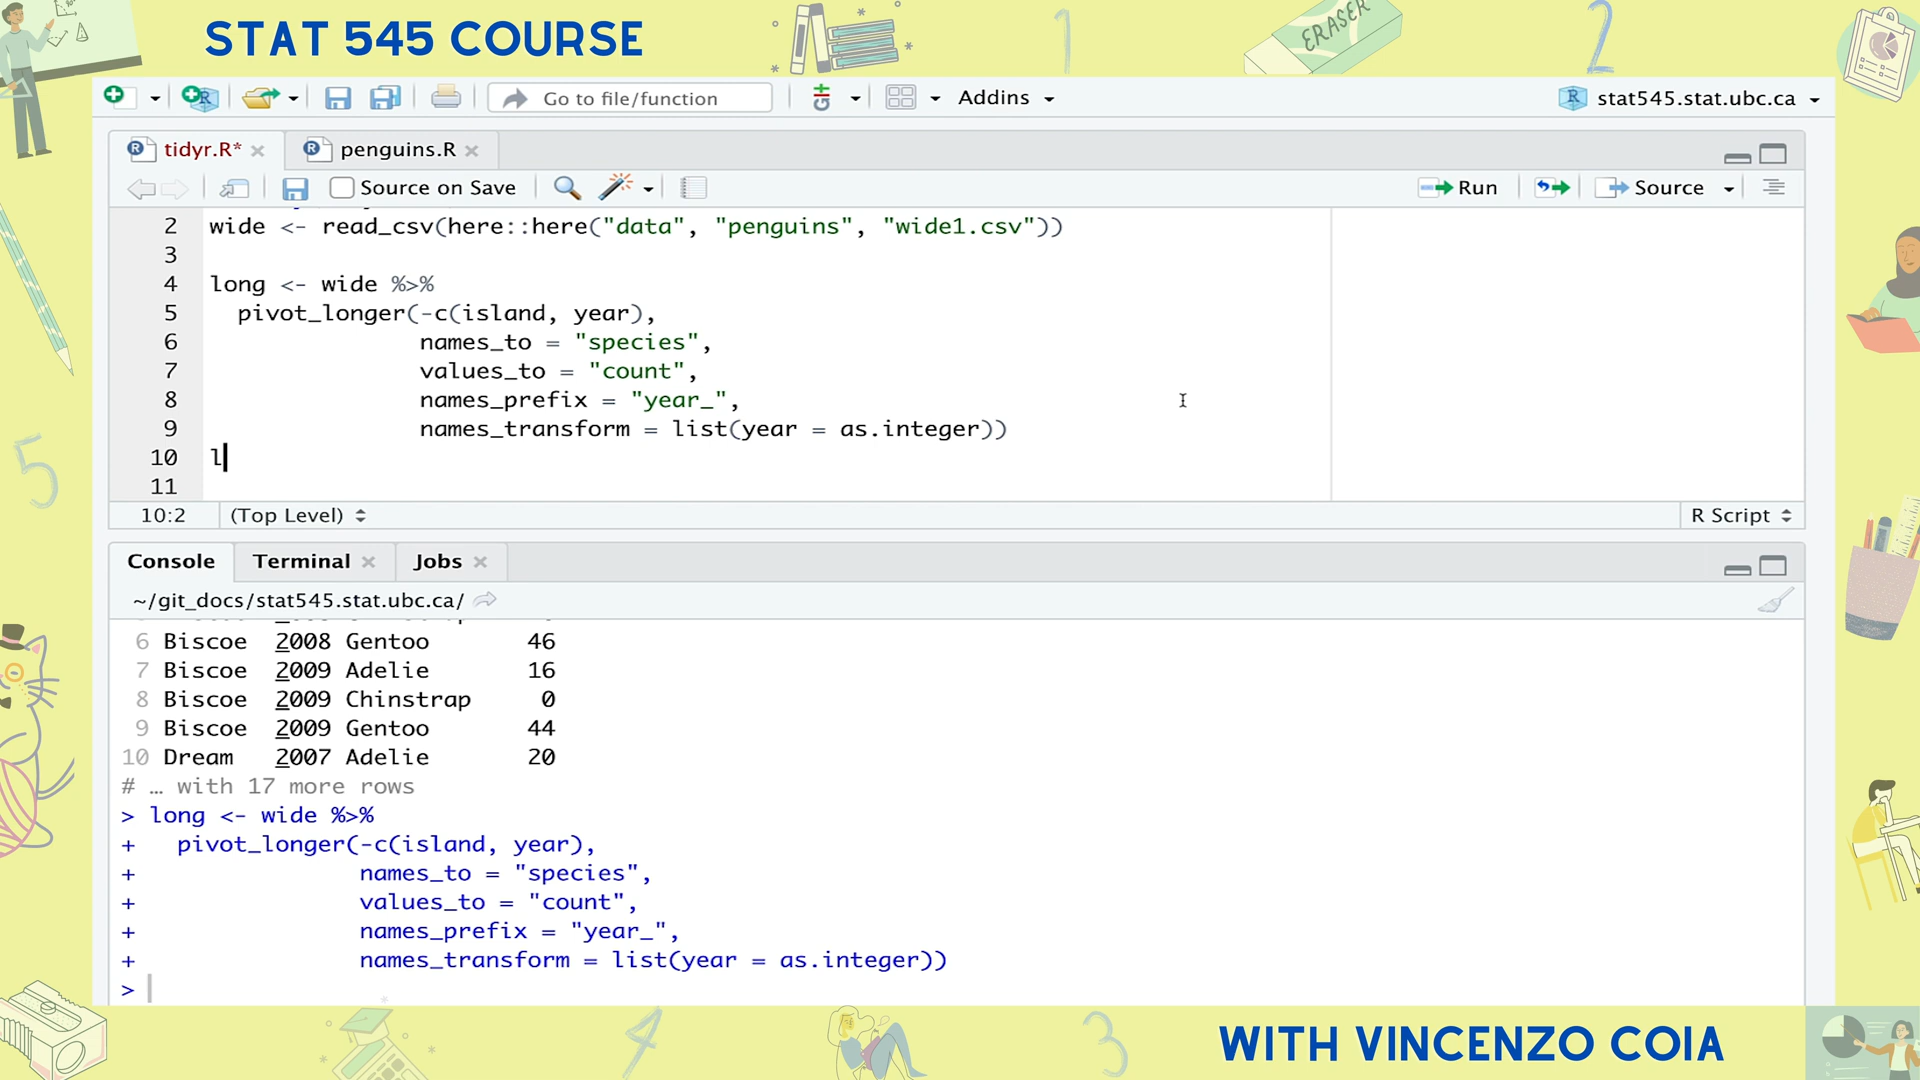 STAT 545 COURSE
ERASER
Go to file/function
Addins
stat545.stat.ubc.ca
tidyr.R*
penguins.R
Source on Save
Run
Source
2 wide <- read_csv(here::here("data", "penguins", "wide1.csv"))
3
4 long <- wide %>%
5 pivot_longer(-c(island, year),
6 names_to = "species",
7 values_to = "count",
8 names_prefix = "year_",
9 names_transform = list(year = as.integer))
10 l
11
10:2
(Top Level)
R Script
Console
Terminal
Jobs
~/git_docs/stat545.stat.ubc.ca/
6 Biscoe 2008 Gentoo 46
7 Biscoe 2009 Adelie 16
8 Biscoe 2009 Chinstrap 0
9 Biscoe 2009 Gentoo 44
10 Dream 2007 Adelie 20
# … with 17 more rows
> long <- wide %>%
+ pivot_longer(-c(island, year),
+ names_to = "species",
+ values_to = "count",
+ names_prefix = "year_",
+ names_transform = list(year = as.integer))
>
WITH VINCENZO COIA
1
2
5
4
3